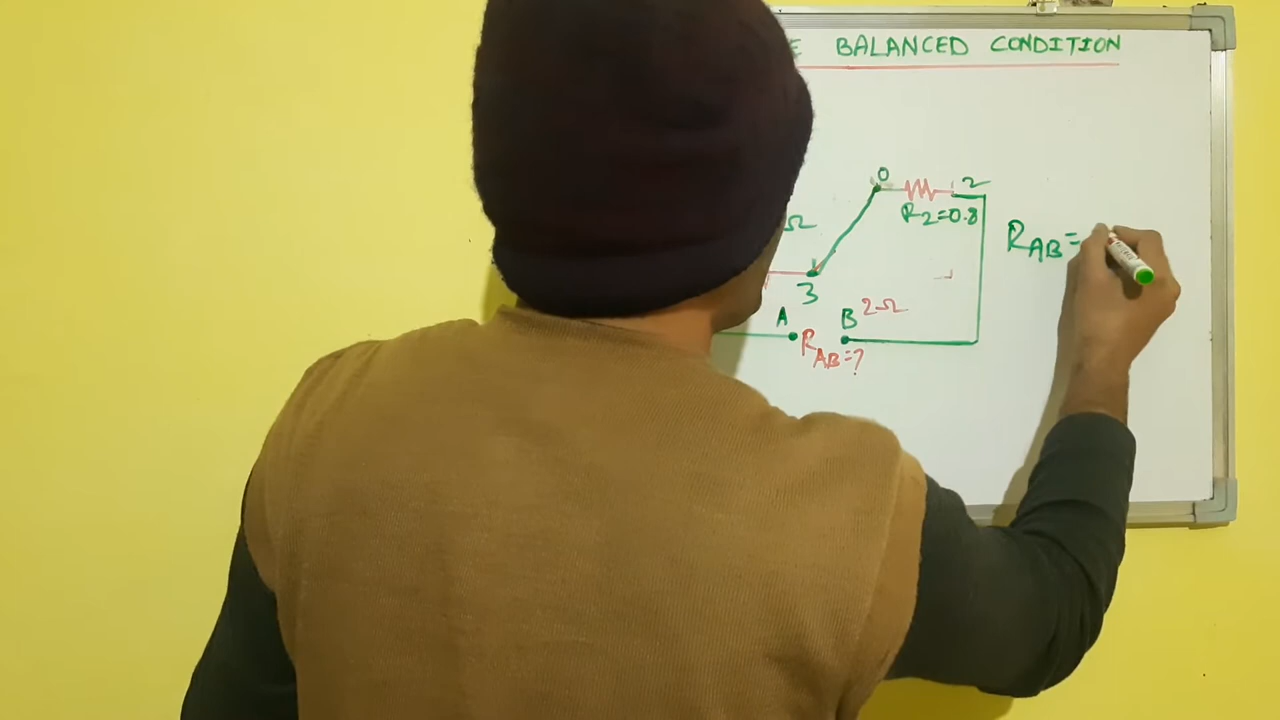 BALANCED CONDITION
0
2
R2=0.8
Ω
RAB=
3
A
B 2Ω
RAB=?